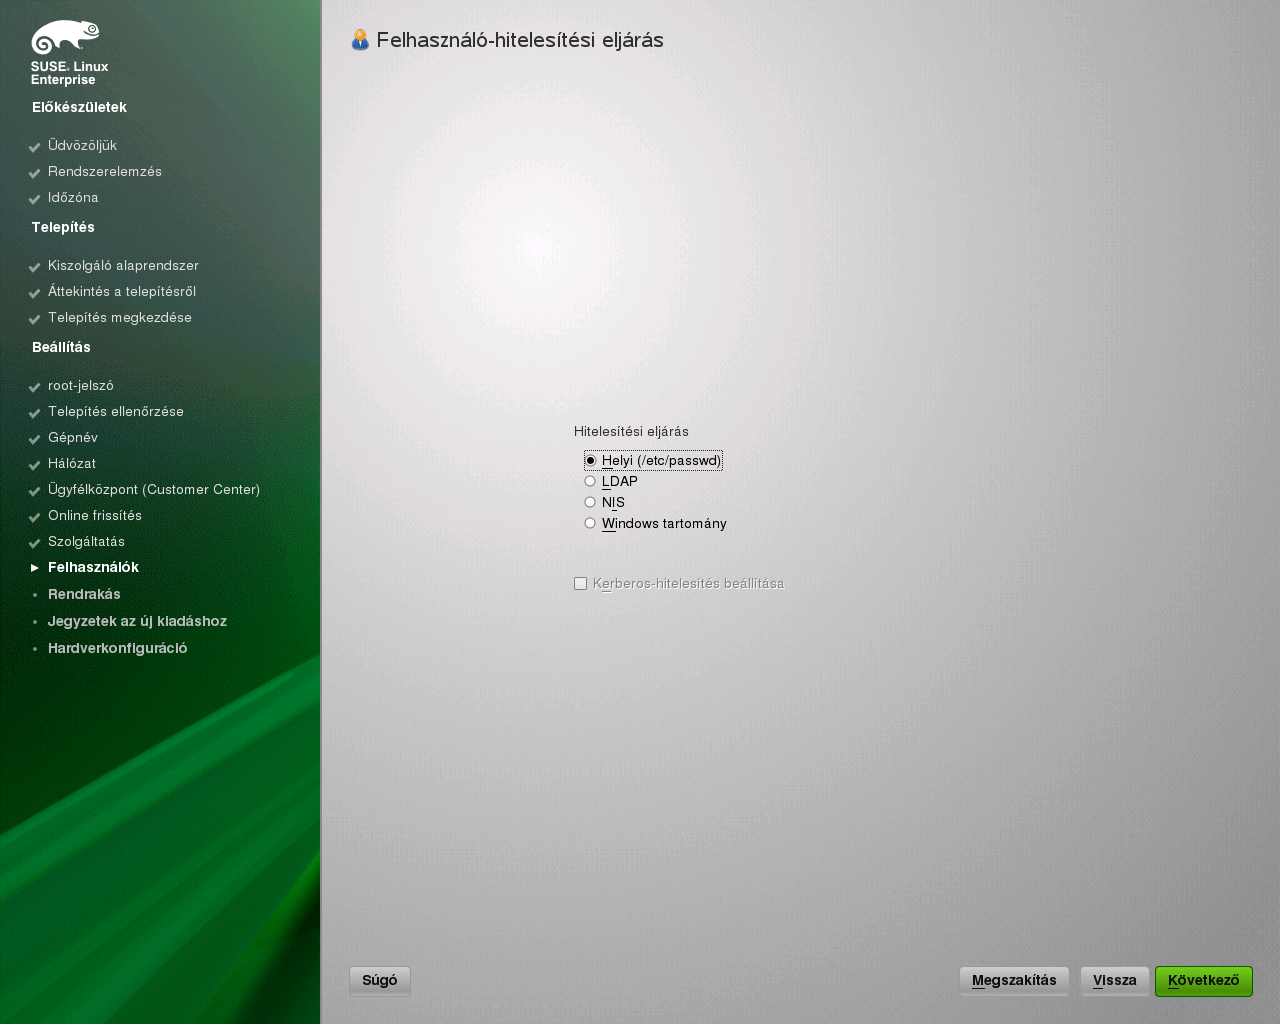 SUSE® Linux
Enterprise
Előkészületek
Üdvözöljük
Rendszerelemzés
Időzóna
Telepítés
Kiszolgáló alaprendszer
Áttekintés a telepítésről
Telepítés megkezdése
Beállítás
root-jelszó
Telepítés ellenőrzése
Gépnév
Hálózat
Ügyfélközpont (Customer Center)
Online frissítés
Szolgáltatás
Felhasználók
Rendrakás
Jegyzetek az új kiadáshoz
Hardverkonfiguráció
Felhasználó-hitelesítési eljárás
Hitelesítési eljárás
Helyi (/etc/passwd)
LDAP
NIS
Windows tartomány
Kerberos-hitelesítés beállítása
Súgó
Megszakítás
Vissza
Következő